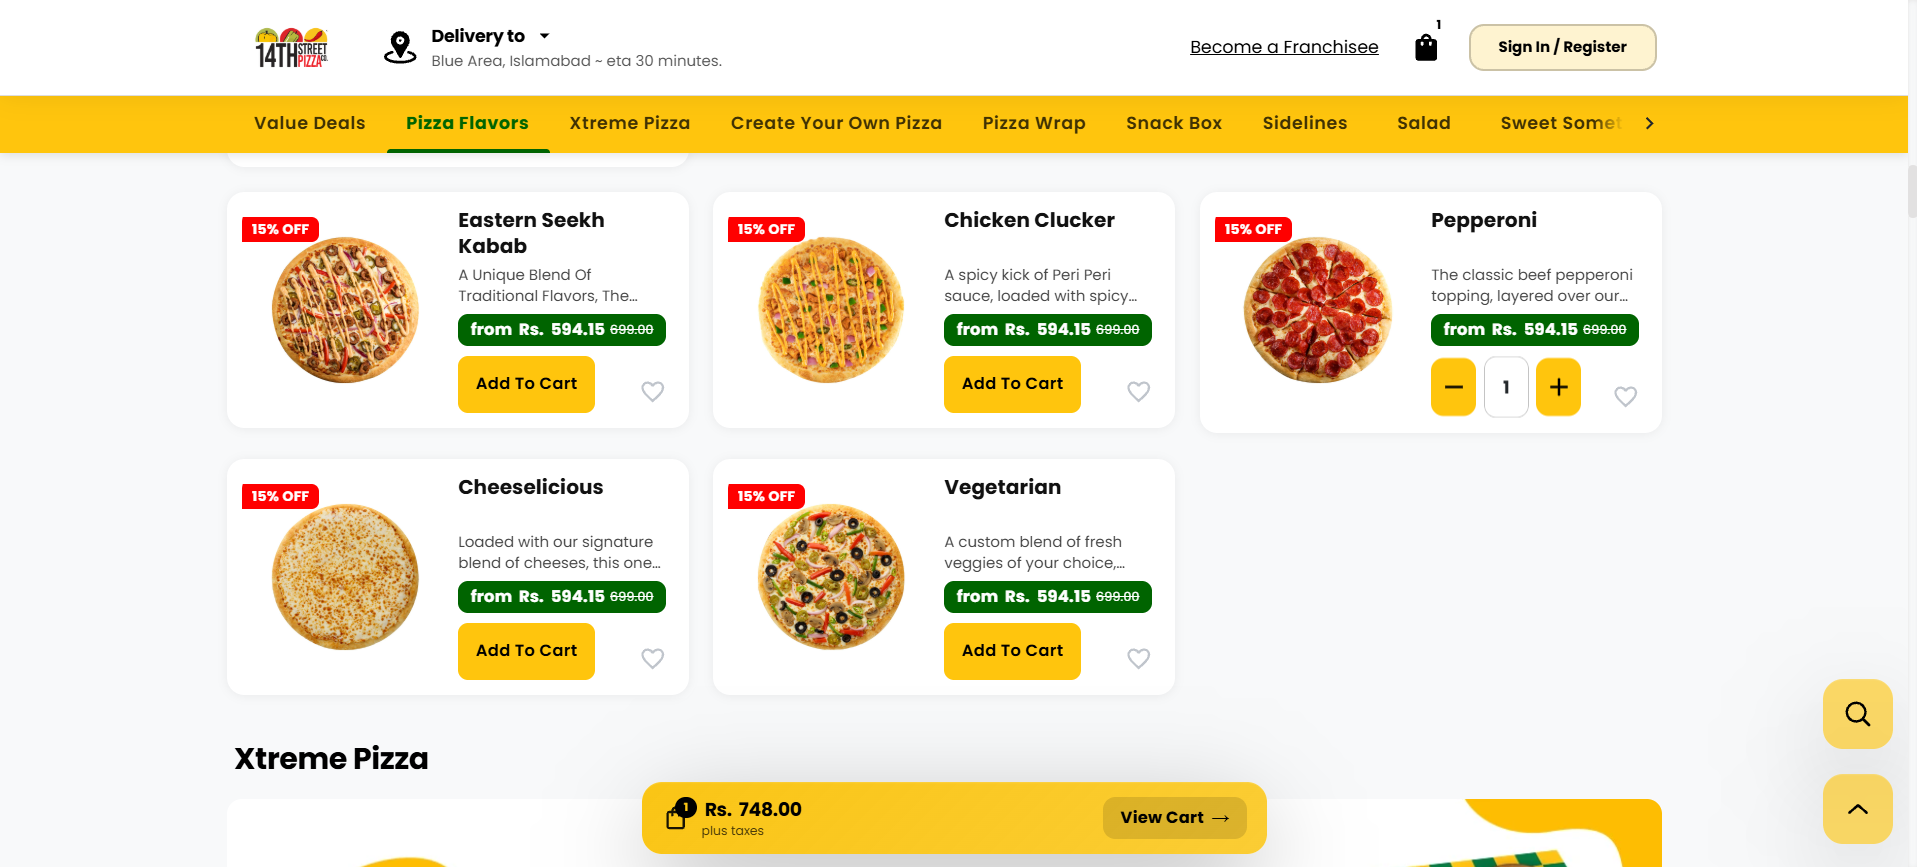 14TH STREET PIZZA CO.
Delivery to
Blue Area, Islamabad ~ eta 30 minutes.
Become a Franchisee
1
Sign In / Register
Value Deals
Pizza Flavors
Xtreme Pizza
Create Your Own Pizza
Pizza Wrap
Snack Box
Sidelines
Salad
Sweet Somet
15% OFF
Eastern Seekh
Kabab
A Unique Blend Of
Traditional Flavors, The...
from Rs. 594.15 699.00
Add To Cart
15% OFF
Chicken Clucker
A spicy kick of Peri Peri
sauce, loaded with spicy...
from Rs. 594.15 699.00
Add To Cart
15% OFF
Pepperoni
The classic beef pepperoni
topping, layered over our...
from Rs. 594.15 699.00
1
15% OFF
Cheeselicious
Loaded with our signature
blend of cheeses, this one...
from Rs. 594.15 699.00
Add To Cart
15% OFF
Vegetarian
A custom blend of fresh
veggies of your choice,...
from Rs. 594.15 699.00
Add To Cart
Xtreme Pizza
1
Rs. 748.00
plus taxes
View Cart →